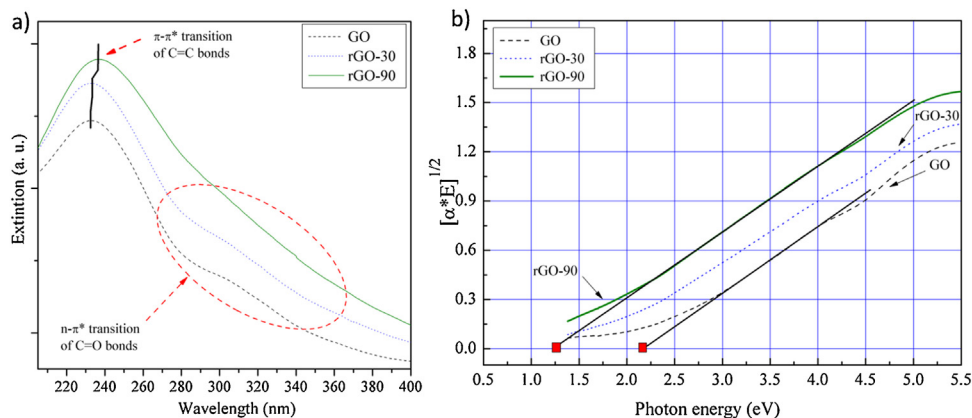 a)
π-π* transition
of C=C bonds
GO
rGO-30
rGO-90
Extintion (a. u.)
n-π* transition
of C=O bonds
220 240 260 280 300 320 340 360 380 400
Wavelength (nm)
b)
GO
rGO-30
rGO-90
1.8
1.5
1.2
0.9
0.6
0.3
0.0
[α*E]^1/2
rGO-30
GO
rGO-90
0.5 1.0 1.5 2.0 2.5 3.0 3.5 4.0 4.5 5.0 5.5
Photon energy (eV)